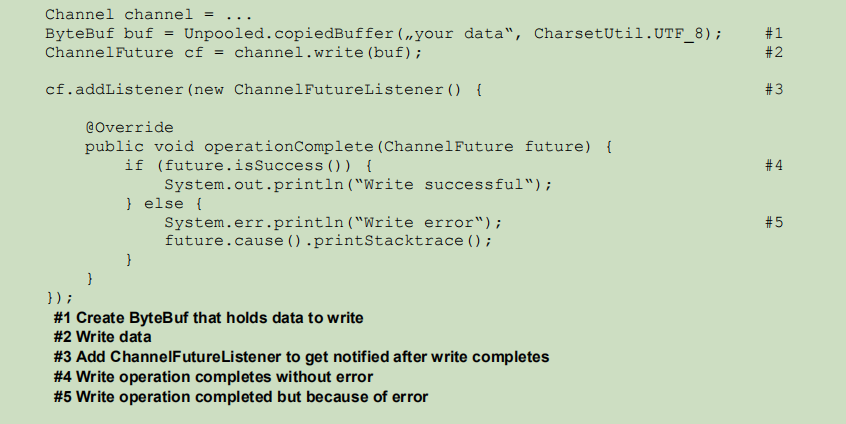 Channel channel = ...
ByteBuf buf = Unpooled.copiedBuffer(„your data“, CharsetUtil.UTF_8); #1
ChannelFuture cf = channel.write(buf); #2
cf.addListener(new ChannelFutureListener() { #3
@Override
public void operationComplete(ChannelFuture future) {
if (future.isSuccess()) { #4
System.out.println(“Write successful“);
} else {
System.err.println(“Write error“); #5
future.cause().printStacktrace();
}
}
});
#1 Create ByteBuf that holds data to write
#2 Write data
#3 Add ChannelFutureListener to get notified after write completes
#4 Write operation completes without error
#5 Write operation completed but because of error